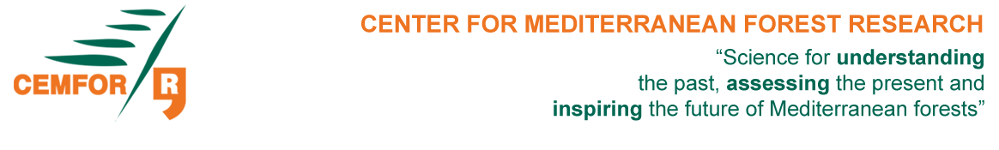 CEMFOR R
CENTER FOR MEDITERRANEAN FOREST RESEARCH
“Science for understanding
the past, assessing the present and
inspiring the future of Mediterranean forests”